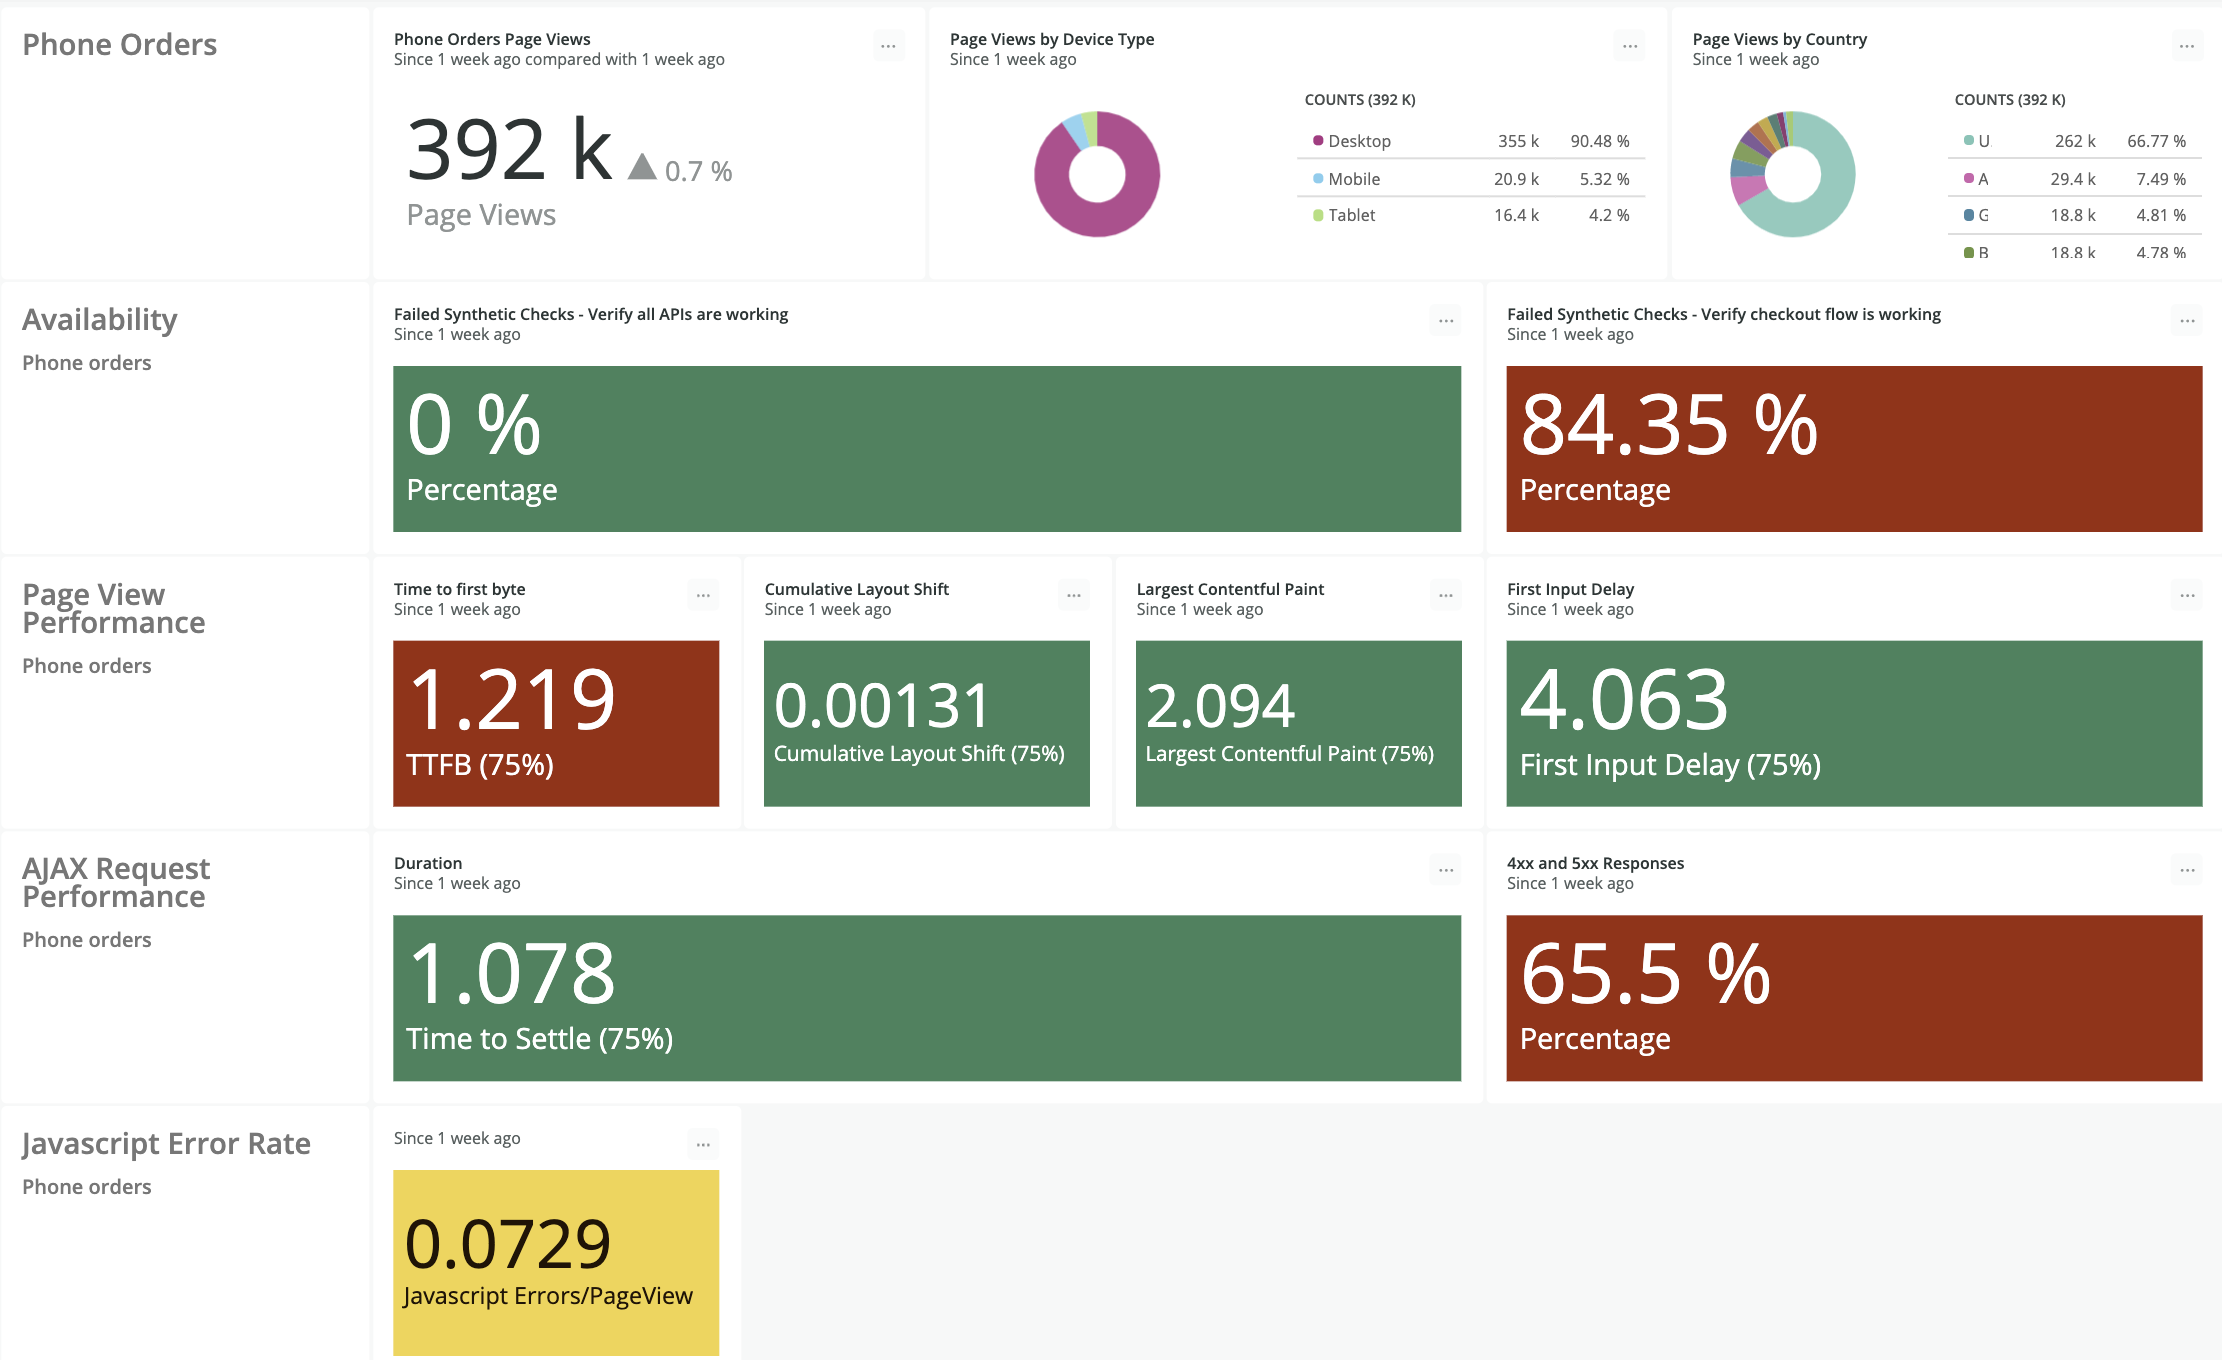 Phone Orders
Phone Orders Page Views
Since 1 week ago compared with 1 week ago
...
392 k
0.7 %
Page Views
Page Views by Device Type
Since 1 week ago
...
COUNTS (392 K)
Desktop 355 k 90.48 %
Mobile 20.9 k 5.32 %
Tablet 16.4 k 4.2 %
Page Views by Country
Since 1 week ago
...
COUNTS (392 K)
U 262 k 66.77 %
A 29.4 k 7.49 %
G 18.8 k 4.81 %
B 18.8 k 4.78 %
Availability
Phone orders
Failed Synthetic Checks - Verify all APIs are working
Since 1 week ago
...
0 %
Percentage
Failed Synthetic Checks - Verify checkout flow is working
Since 1 week ago
...
84.35 %
Percentage
Page View
Performance
Phone orders
Time to first byte
Since 1 week ago
...
1.219
TTFB (75%)
Cumulative Layout Shift
Since 1 week ago
...
0.00131
Cumulative Layout Shift (75%)
Largest Contentful Paint
Since 1 week ago
...
2.094
Largest Contentful Paint (75%)
First Input Delay
Since 1 week ago
...
4.063
First Input Delay (75%)
AJAX Request
Performance
Phone orders
Duration
Since 1 week ago
...
1.078
Time to Settle (75%)
4xx and 5xx Responses
Since 1 week ago
...
65.5 %
Percentage
Javascript Error Rate
Phone orders
Since 1 week ago
...
0.0729
Javascript Errors/PageView